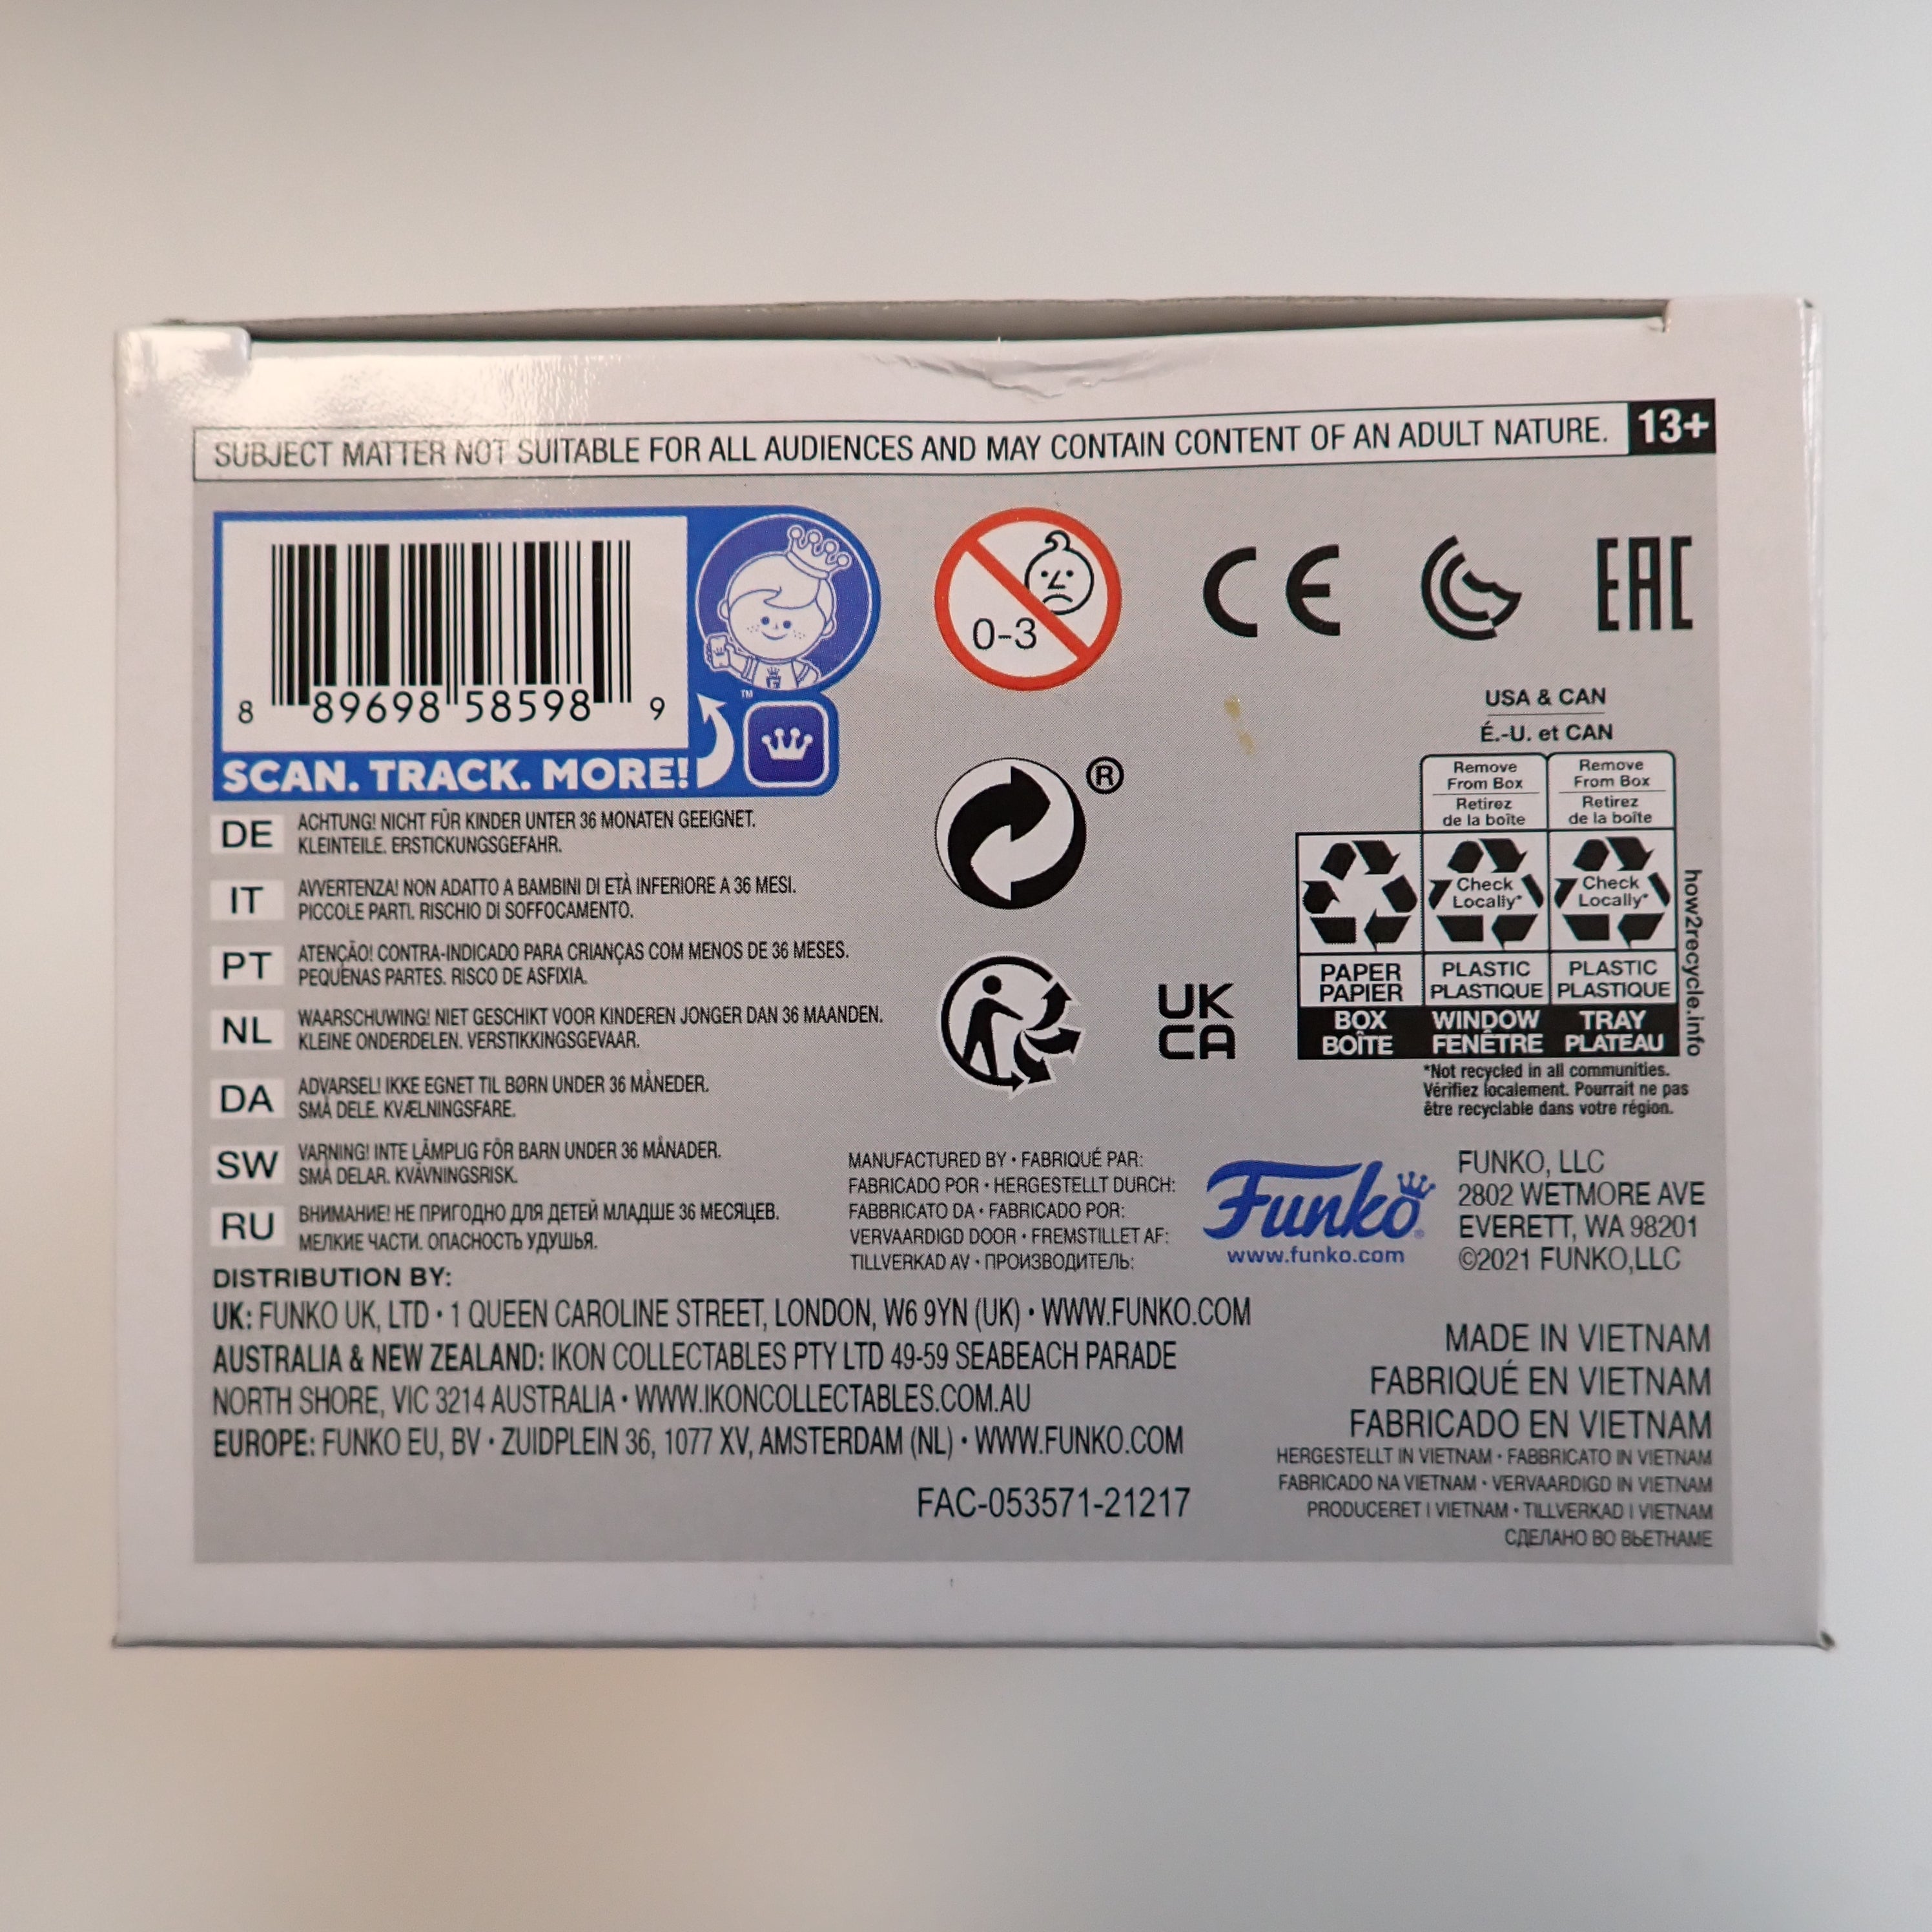 SUBJECT MATTER NOT SUITABLE FOR ALL AUDIENCES AND MAY CONTAIN CONTENT OF AN ADULT NATURE. 13+
8 89698 58598 9
TM
SCAN. TRACK. MORE!
0-3
CE
EAC
DE ACHTUNG! NICHT FÜR KINDER UNTER 36 MONATEN GEEIGNET.
KLEINTEILE. ERSTICKUNGSGEFAHR.
IT AVVERTENZA! NON ADATTO A BAMBINI DI ETÀ INFERIORE A 36 MESI.
PICCOLE PARTI. RISCHIO DI SOFFOCAMENTO.
PT ATENÇÃO! CONTRA-INDICADO PARA CRIANÇAS COM MENOS DE 36 MESES.
PEQUENAS PARTES. RISCO DE ASFIXIA.
NL WAARSCHUWING! NIET GESCHIKT VOOR KINDEREN JONGER DAN 36 MAANDEN.
KLEINE ONDERDELEN. VERSTIKKINGSGEVAAR.
DA ADVARSEL! IKKE EGNET TIL BØRN UNDER 36 MÅNEDER.
SMÅ DELE. KVÆLNINGSFARE.
SW VARNING! INTE LÄMPLIG FÖR BARN UNDER 36 MÅNADER.
SMÅ DELAR. KVÄVNINGSRISK.
RU ВНИМАНИЕ! НЕ ПРИГОДНО ДЛЯ ДЕТЕЙ МЛАДШЕ 36 МЕСЯЦЕВ.
МЕЛКИЕ ЧАСТИ. ОПАСНОСТЬ УДУШЬЯ.
®
UK
CA
USA & CAN
É.-U. et CAN
Remove
From Box
Retirez
de la boîte
Remove
From Box
Retirez
de la boîte
Check
Locally*
Check
Locally*
PAPER
PAPIER
PLASTIC
PLASTIQUE
PLASTIC
PLASTIQUE
BOX
BOÎTE
WINDOW
FENÊTRE
TRAY
PLATEAU
how2recycle.info
*Not recycled in all communities.
Vérifiez localement. Pourrait ne pas
être recyclable dans votre région.
MANUFACTURED BY • FABRIQUÉ PAR:
FABRICADO POR • HERGESTELLT DURCH:
FABBRICATO DA • FABRICADO POR:
VERVAARDIGD DOOR • FREMSTILLET AF:
TILLVERKAD AV • ПРОИЗВОДИТЕЛЬ:
Funko
www.funko.com
FUNKO, LLC
2802 WETMORE AVE
EVERETT, WA 98201
©2021 FUNKO,LLC
DISTRIBUTION BY:
UK: FUNKO UK, LTD • 1 QUEEN CAROLINE STREET, LONDON, W6 9YN (UK) • WWW.FUNKO.COM
AUSTRALIA & NEW ZEALAND: IKON COLLECTABLES PTY LTD 49-59 SEABEACH PARADE
NORTH SHORE, VIC 3214 AUSTRALIA • WWW.IKONCOLLECTABLES.COM.AU
EUROPE: FUNKO EU, BV • ZUIDPLEIN 36, 1077 XV, AMSTERDAM (NL) • WWW.FUNKO.COM
FAC-053571-21217
MADE IN VIETNAM
FABRIQUÉ EN VIETNAM
FABRICADO EN VIETNAM
HERGESTELLT IN VIETNAM • FABBRICATO IN VIETNAM
FABRICADO NA VIETNAM • VERVAARDIGD IN VIETNAM
PRODUCERET I VIETNAM • TILLVERKAD I VIETNAM
СДЕЛАНО ВО ВЬЕТНАМЕ